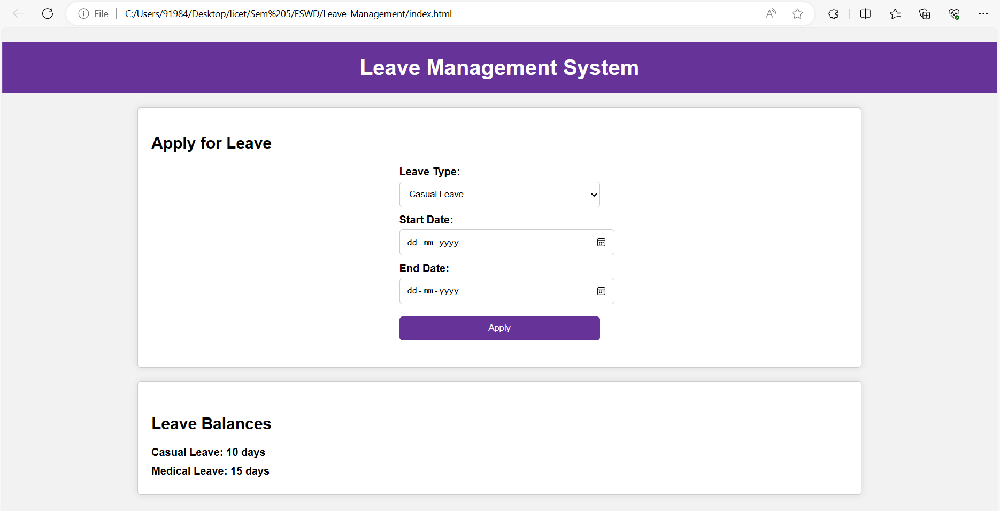 File C:/Users/91984/Desktop/licet/Sem%205/FSWD/Leave-Management/index.html
Leave Management System
Apply for Leave
Leave Type:
Casual Leave
Start Date:
dd-mm-yyyy
End Date:
dd-mm-yyyy
Apply
Leave Balances
Casual Leave: 10 days
Medical Leave: 15 days